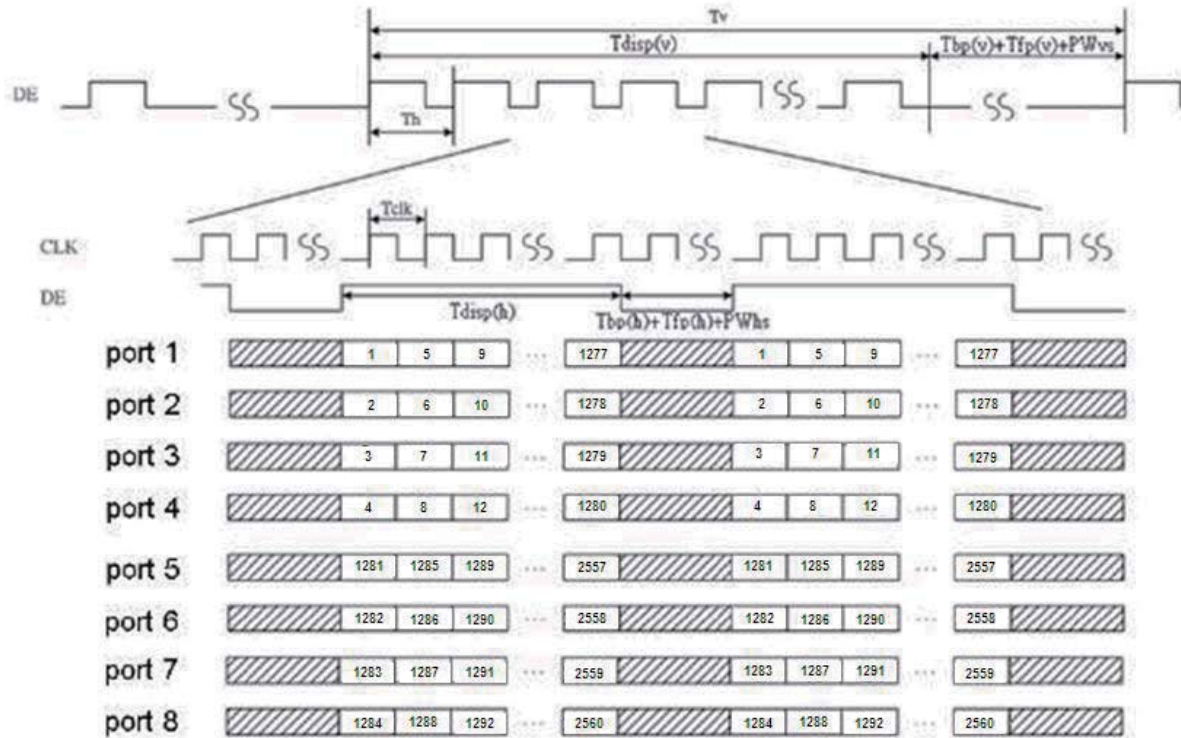 Tv
Tdisp(v)
Tbp(v)+Tfp(v)+PWvs
DE
Th
Tclk
CLK
DE
Tdisp(h)
Tbp(h)+Tfp(h)+PWhs
port 1 1 5 9 ... 1277 1 5 9 ... 1277
port 2 2 6 10 ... 1278 2 6 10 ... 1278
port 3 3 7 11 ... 1279 3 7 11 ... 1279
port 4 4 8 12 ... 1280 4 8 12 ... 1280
port 5 1281 1285 1289 ... 2557 1281 1285 1289 ... 2557
port 6 1282 1286 1290 ... 2558 1282 1286 1290 ... 2558
port 7 1283 1287 1291 ... 2559 1283 1287 1291 ... 2559
port 8 1284 1288 1292 ... 2560 1284 1288 1292 ... 2560